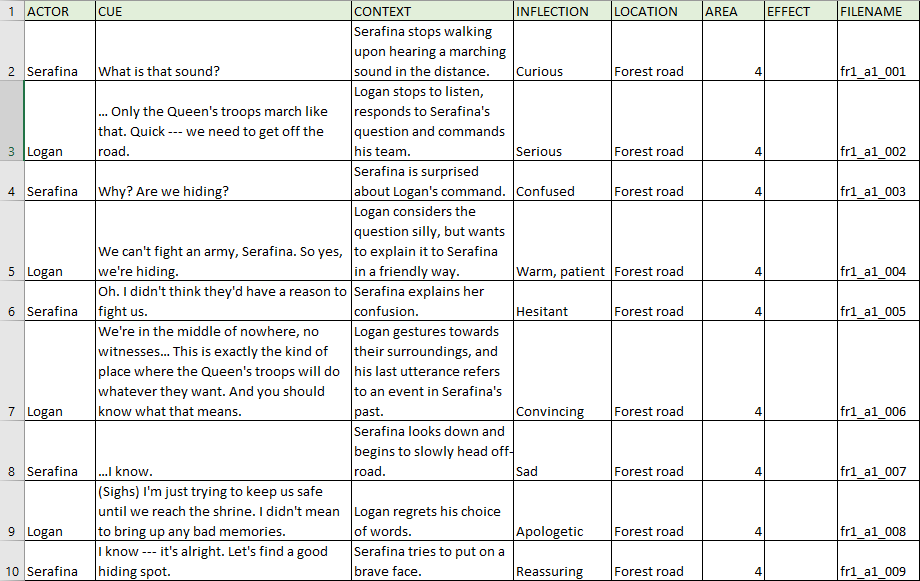 1 ACTOR CUE CONTEXT INFLECTION LOCATION AREA EFFECT FILENAME
Serafina stops walking
upon hearing a marching
2 Serafina What is that sound? sound in the distance. Curious Forest road 4 fr1_a1_001
Logan stops to listen,
… Only the Queen's troops march like responds to Serafina's
that. Quick --- we need to get off the question and commands
3 Logan road. his team. Serious Forest road 4 fr1_a1_002
Serafina is surprised
4 Serafina Why? Are we hiding? about Logan's command. Confused Forest road 4 fr1_a1_003
Logan considers the
question silly, but wants
We can't fight an army, Serafina. So yes, to explain it to Serafina
5 Logan we're hiding. in a friendly way. Warm, patient Forest road 4 fr1_a1_004
Oh. I didn't think they'd have a reason to Serafina explains her
6 Serafina fight us. confusion. Hesitant Forest road 4 fr1_a1_005
We're in the middle of nowhere, no Logan gestures towards
witnesses… This is exactly the kind of their surroundings, and
place where the Queen's troops will do his last utterance refers
whatever they want. And you should to an event in Serafina's
7 Logan know what that means. past. Convincing Forest road 4 fr1_a1_006
Serafina looks down and
begins to slowly head off-
8 Serafina …I know. road. Sad Forest road 4 fr1_a1_007
(Sighs) I'm just trying to keep us safe
until we reach the shrine. I didn't mean Logan regrets his choice
9 Logan to bring up any bad memories. of words. Apologetic Forest road 4 fr1_a1_008
I know --- it's alright. Let's find a good Serafina tries to put on a
10 Serafina hiding spot. brave face. Reassuring Forest road 4 fr1_a1_009